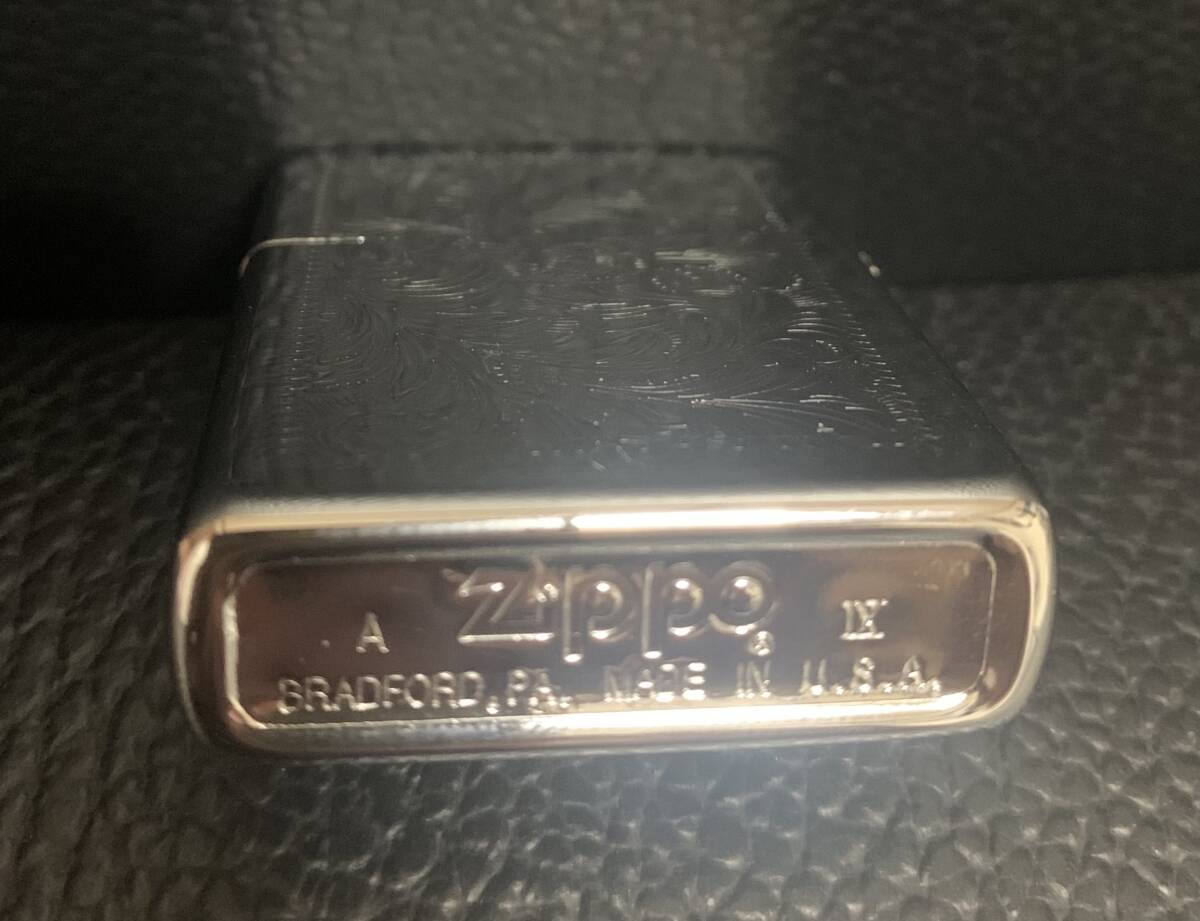 A Zippo ® IX
BRADFORD, PA. MADE IN U.S.A.